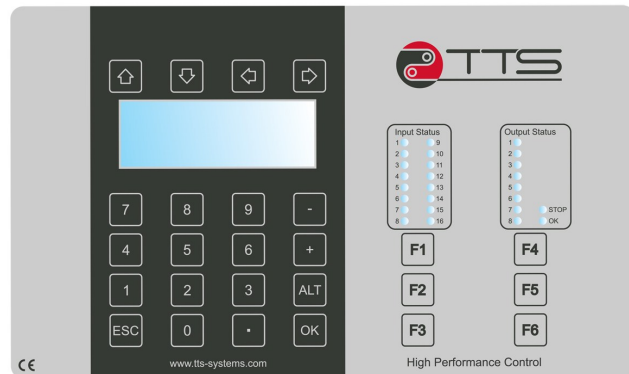 TTS
Input Status
1 9
2 10
3 11
4 12
5 13
6 14
7 15
8 16
Output Status
1
2
3
4
5
6
7 STOP
8 OK
7 8 9 -
4 5 6 +
1 2 3 ALT
ESC 0 . OK
F1 F4
F2 F5
F3 F6
CE
www.tts-systems.com
High Performance Control